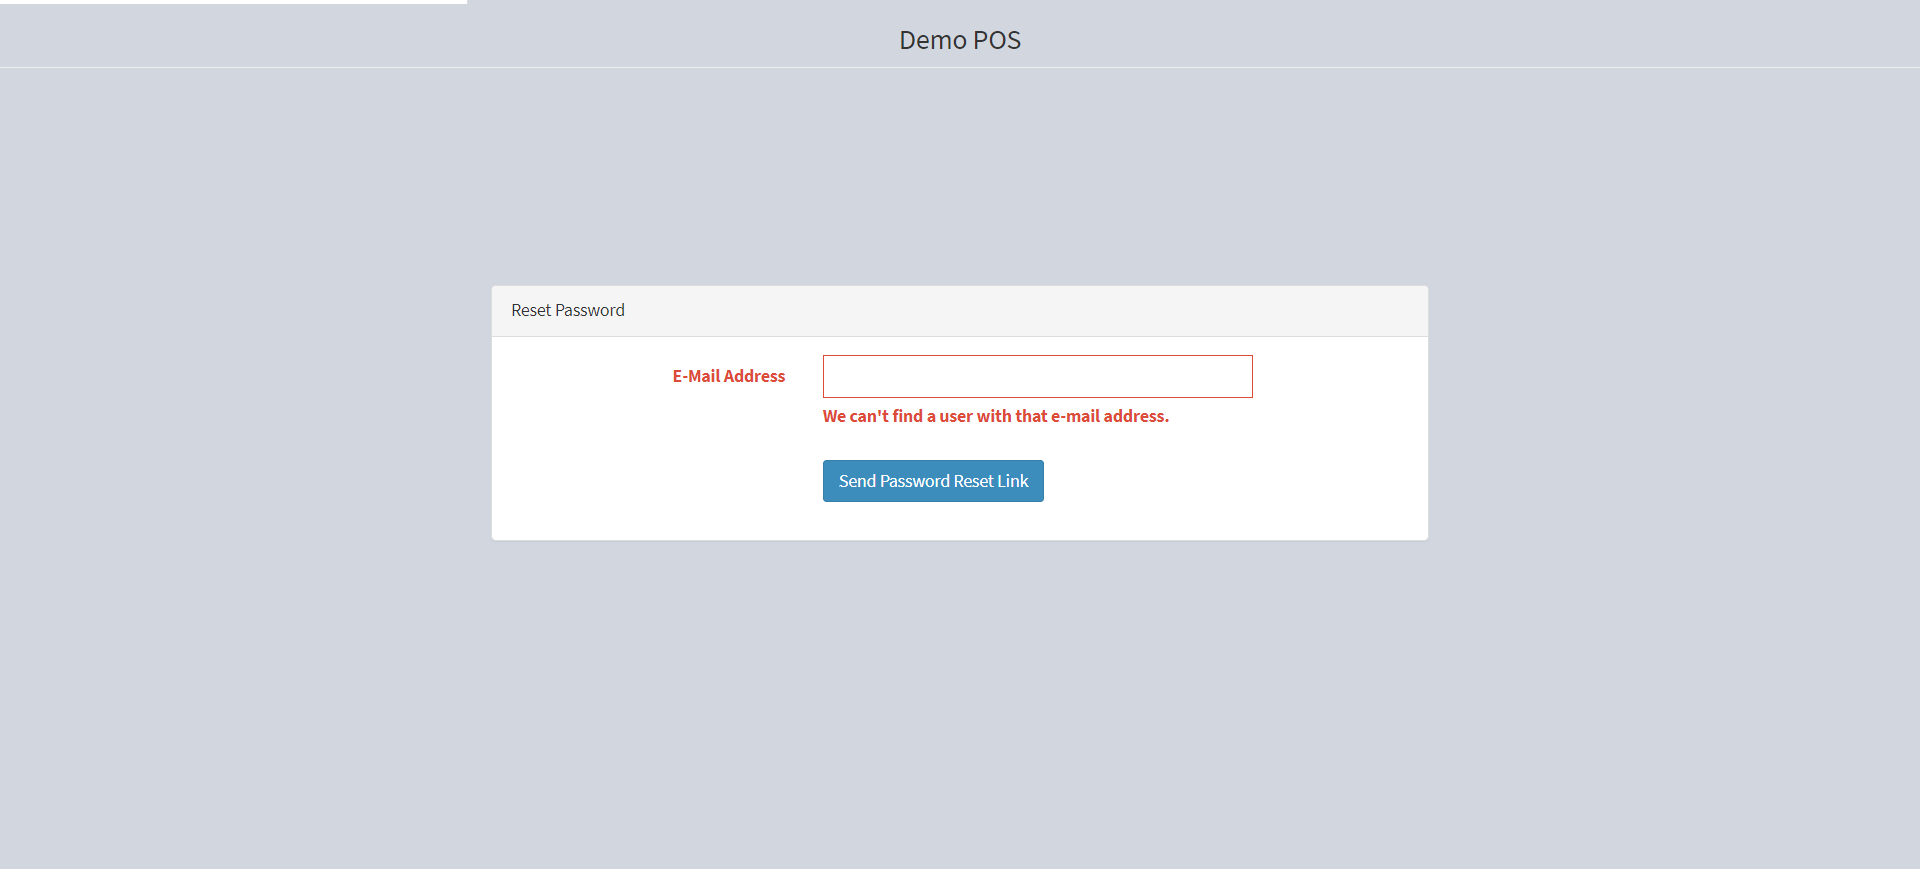 Demo POS
Reset Password
E-Mail Address
We can't find a user with that e-mail address.
Send Password Reset Link